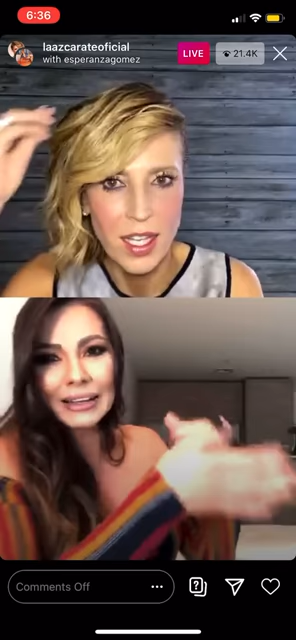 6:36
laazcarateoficial
with esperanzagomez
LIVE
21.4K
Comments Off